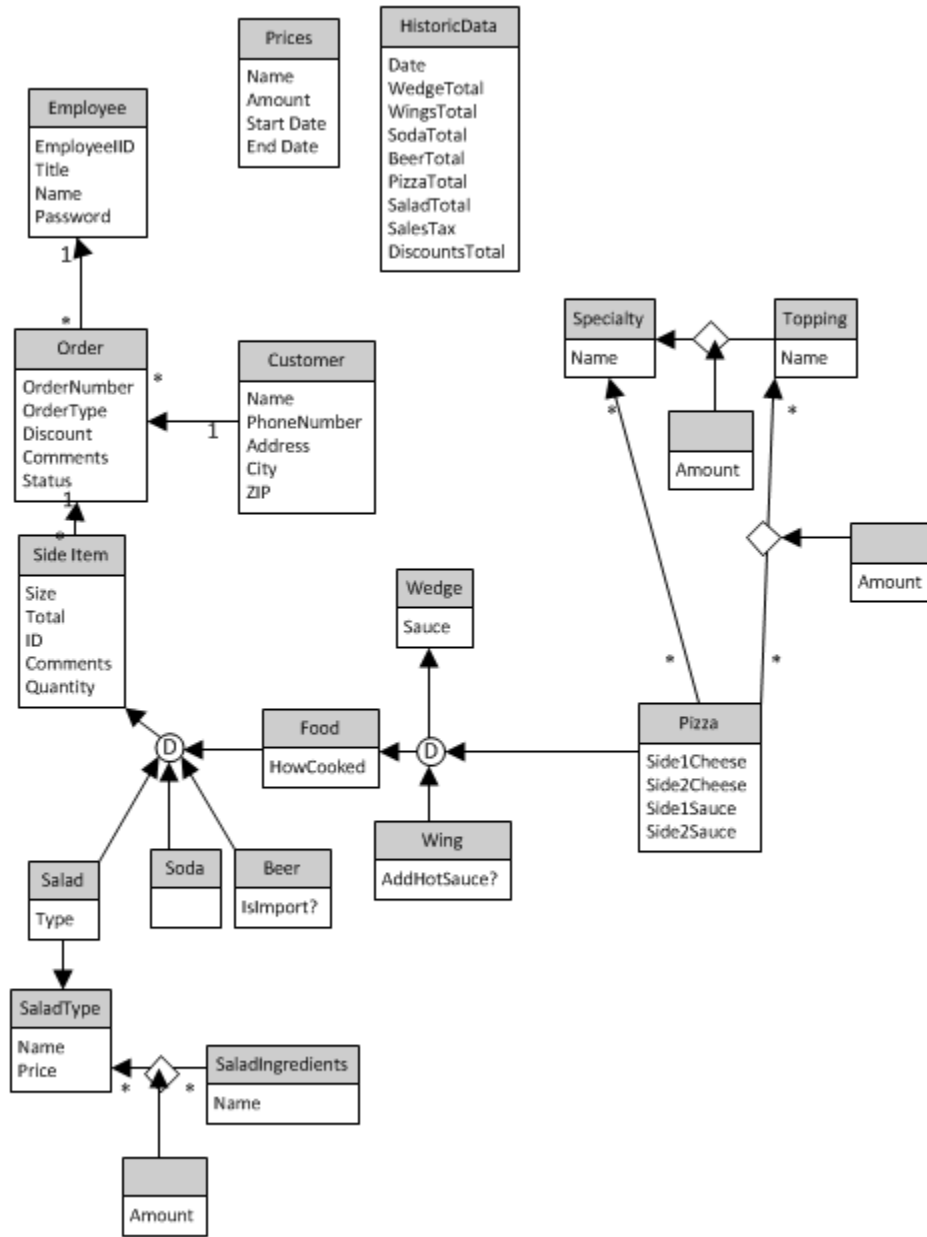 Prices
Name
Amount
Start Date
End Date
HistoricData
Date
WedgeTotal
WingsTotal
SodaTotal
BeerTotal
PizzaTotal
SaladTotal
SalesTax
DiscountsTotal
Employee
EmployeeIID
Title
Name
Password
1
*
Order
OrderNumber
OrderType
Discount
Comments
Status
*
1
Customer
Name
PhoneNumber
Address
City
ZIP
1
*
Side Item
Size
Total
ID
Comments
Quantity
Specialty
Name
Topping
Name
*
*
Amount
Amount
*
*
Wedge
Sauce
Food
HowCooked
D
D
Pizza
Side1Cheese
Side2Cheese
Side1Sauce
Side2Sauce
Wing
AddHotSauce?
Salad
Type
Soda
Beer
IsImport?
SaladType
Name
Price
*
*
SaladIngredients
Name
Amount